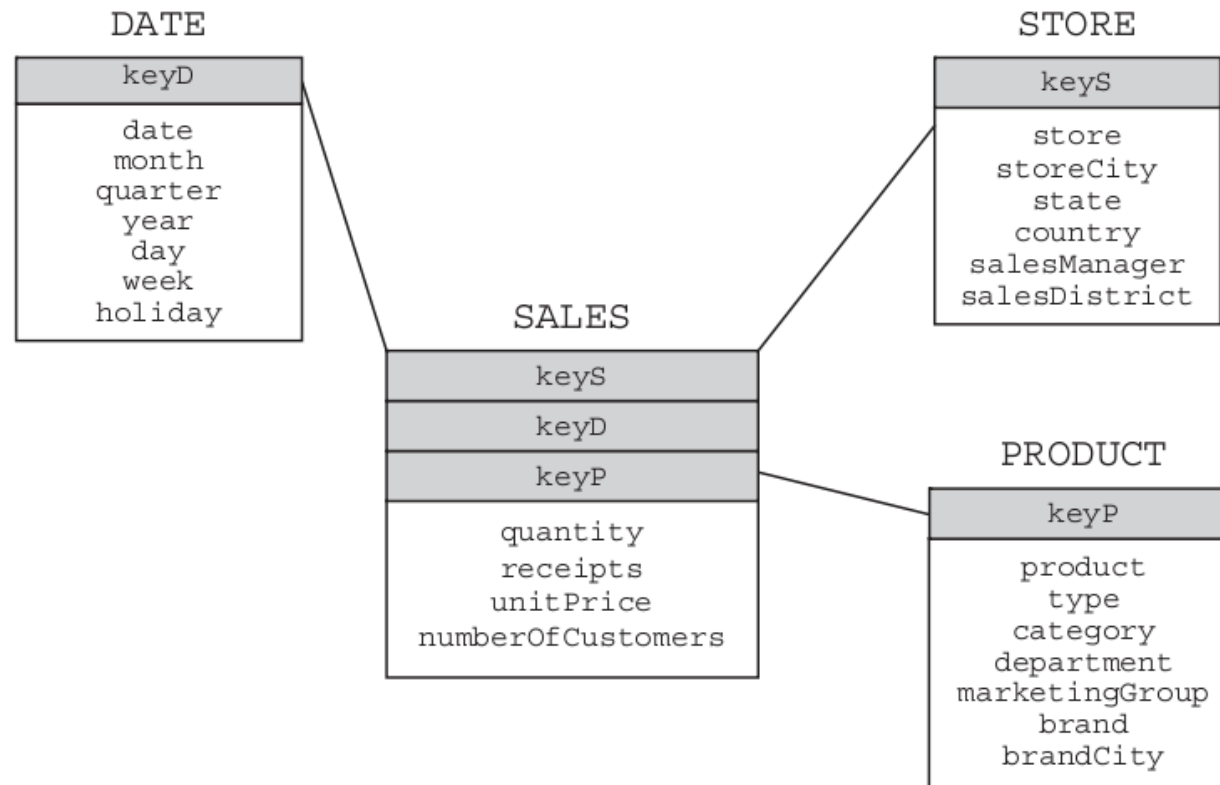 DATE
keyD
date
month
quarter
year
day
week
holiday
STORE
keyS
store
storeCity
state
country
salesManager
salesDistrict
SALES
keyS
keyD
keyP
quantity
receipts
unitPrice
numberOfCustomers
PRODUCT
keyP
product
type
category
department
marketingGroup
brand
brandCity